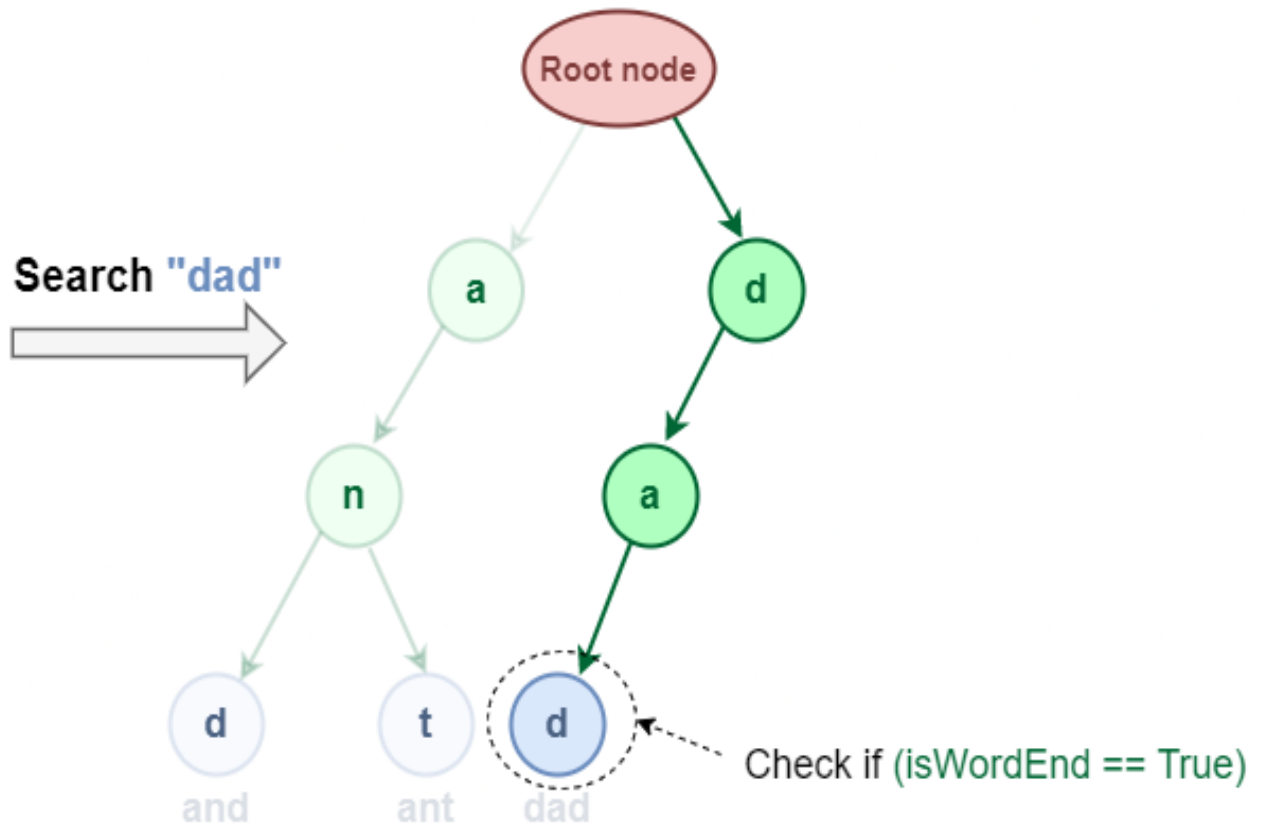 Root node
Search "dad"
a
d
n
a
d
t
d
Check if (isWordEnd == True)
and
ant
dad